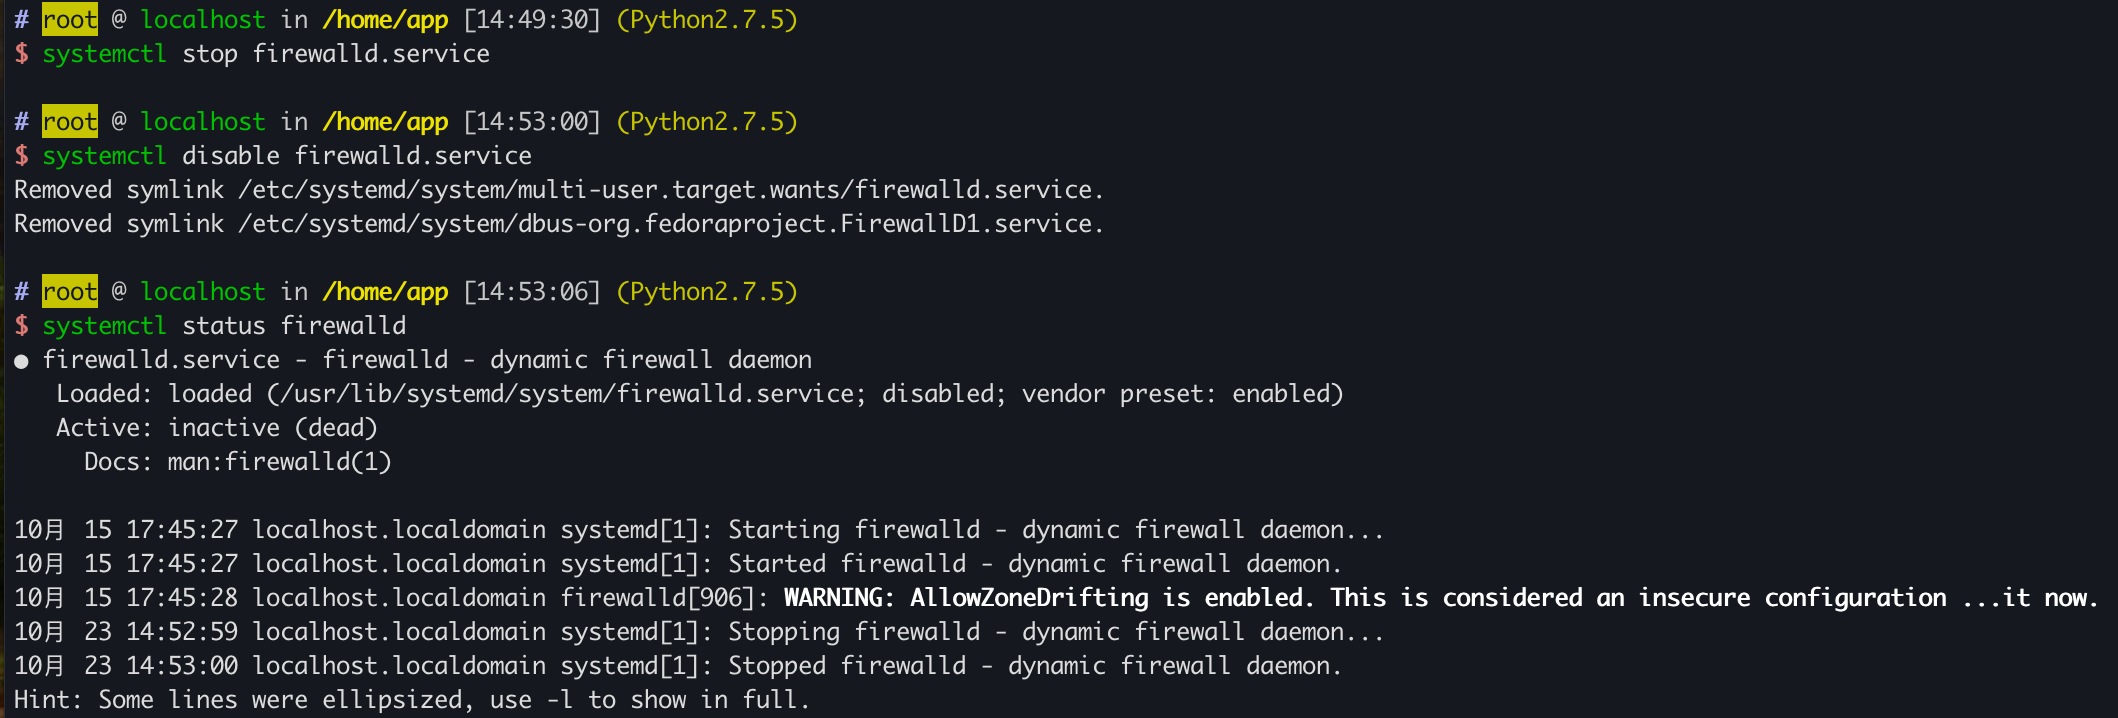 # root @ localhost in /home/app [14:49:30] (Python2.7.5)
$ systemctl stop firewalld.service
# root @ localhost in /home/app [14:53:00] (Python2.7.5)
$ systemctl disable firewalld.service
Removed symlink /etc/systemd/system/multi-user.target.wants/firewalld.service.
Removed symlink /etc/systemd/system/dbus-org.fedoraproject.FirewallD1.service.
# root @ localhost in /home/app [14:53:06] (Python2.7.5)
$ systemctl status firewalld
● firewalld.service - firewalld - dynamic firewall daemon
   Loaded: loaded (/usr/lib/systemd/system/firewalld.service; disabled; vendor preset: enabled)
   Active: inactive (dead)
     Docs: man:firewalld(1)
10月 15 17:45:27 localhost.localdomain systemd[1]: Starting firewalld - dynamic firewall daemon...
10月 15 17:45:27 localhost.localdomain systemd[1]: Started firewalld - dynamic firewall daemon.
10月 15 17:45:28 localhost.localdomain firewalld[906]: WARNING: AllowZoneDrifting is enabled. This is considered an insecure configuration ...it now.
10月 23 14:52:59 localhost.localdomain systemd[1]: Stopping firewalld - dynamic firewall daemon...
10月 23 14:53:00 localhost.localdomain systemd[1]: Stopped firewalld - dynamic firewall daemon.
Hint: Some lines were ellipsized, use -l to show in full.